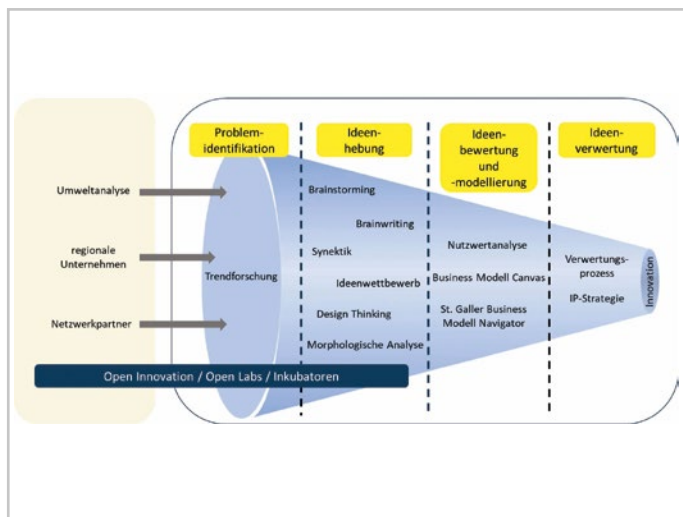 Problem-
identifikation
Ideen-
hebung
Ideen-
bewertung
und
-modellierung
Ideen-
verwertung
Umweltanalyse
regionale
Unternehmen
Netzwerkpartner
Trendforschung
Brainstorming
Brainwriting
Synektik
Ideenwettbewerb
Design Thinking
Morphologische Analyse
Nutzwertanalyse
Business Modell Canvas
St. Galler Business
Modell Navigator
Verwertungs-
prozess
IP-Strategie
Innovation
Open Innovation / Open Labs / Inkubatoren